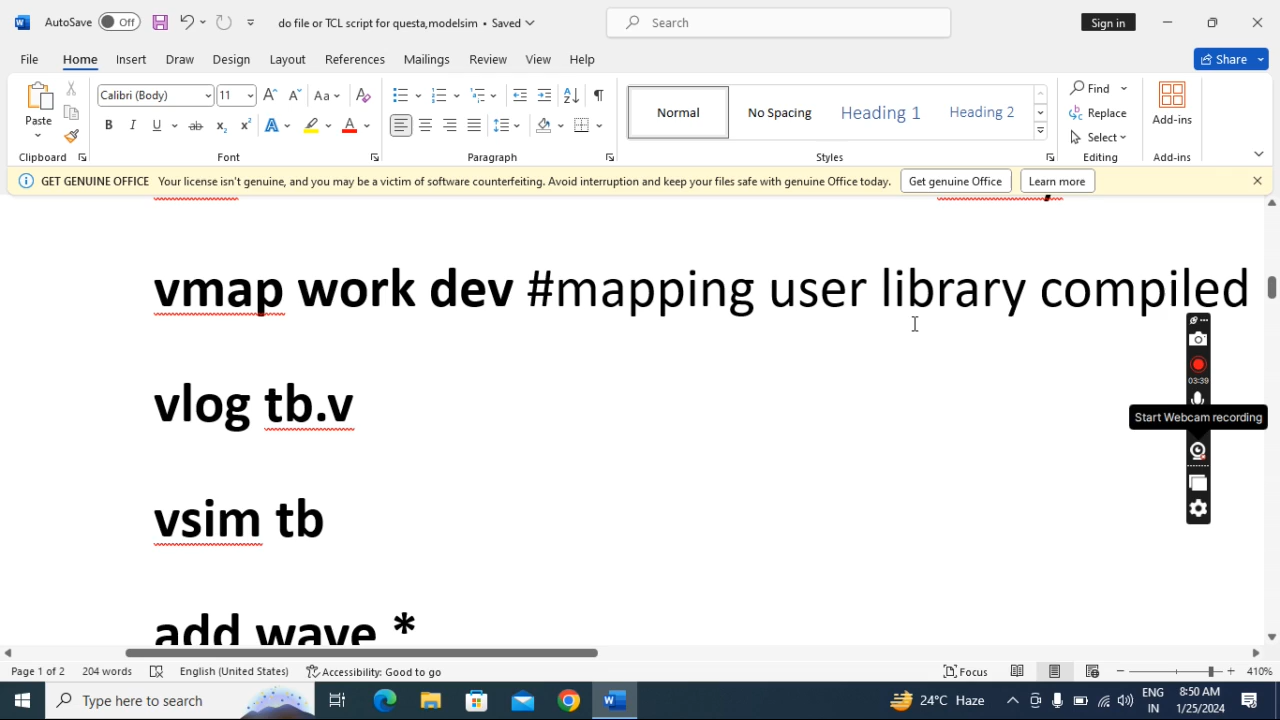 AutoSave Off do file or TCL script for questa,modelsim • Saved Search Sign in
File Home Insert Draw Design Layout References Mailings Review View Help Share
Paste Calibri (Body) 11 Normal No Spacing Heading 1 Heading 2 Find Replace Select Add-ins
Clipboard Font Paragraph Styles Editing Add-ins
GET GENUINE OFFICE Your license isn't genuine, and you may be a victim of software counterfeiting. Avoid interruption and keep your files safe with genuine Office today. Get genuine Office Learn more
vmap work dev #mapping user library compiled
03:39
Start Webcam recording
vlog tb.v
vsim tb
add wave *
Page 1 of 2 204 words English (United States) Accessibility: Good to go Focus 410%
Type here to search 24°C Haze ENG IN 8:50 AM 1/25/2024